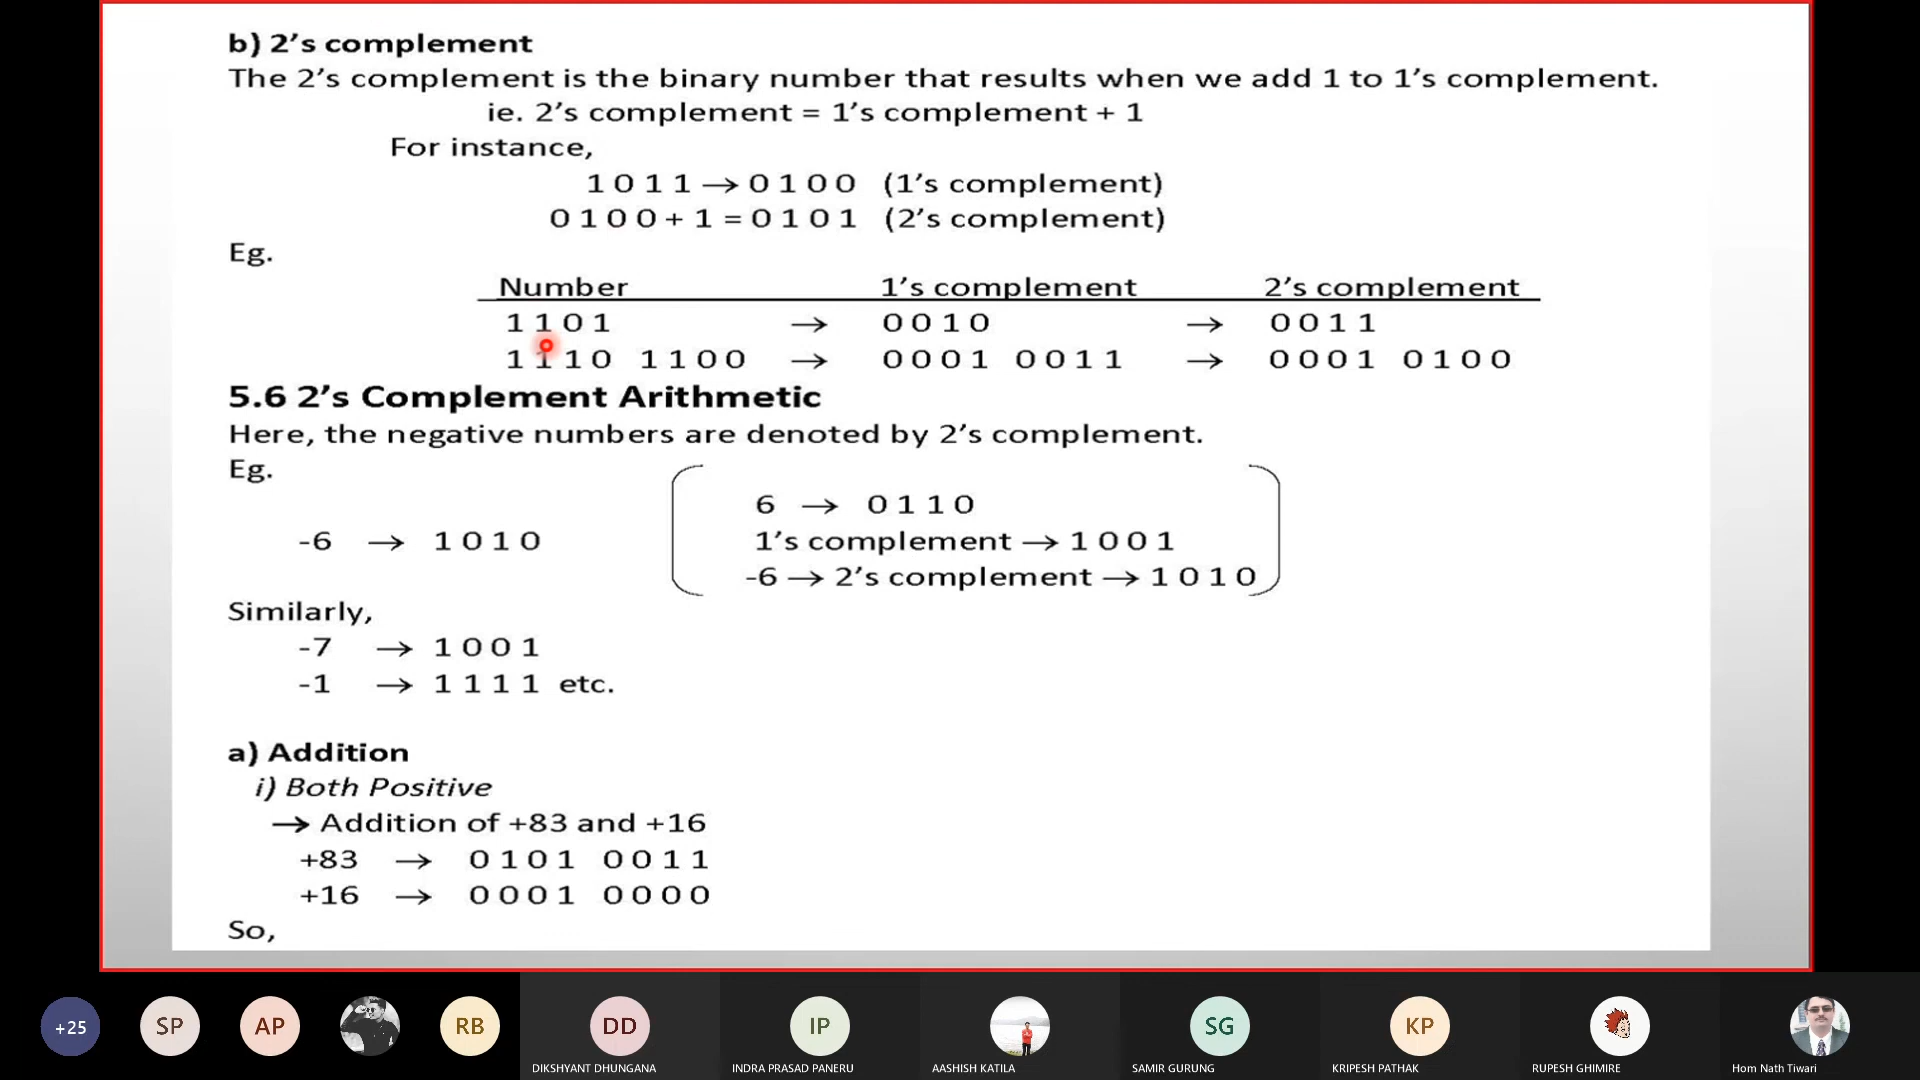 b) 2’s complement
The 2’s complement is the binary number that results when we add 1 to 1’s complement.
ie. 2’s complement = 1’s complement + 1
For instance,
1 0 1 1 → 0 1 0 0 (1’s complement)
0 1 0 0 + 1 = 0 1 0 1 (2’s complement)
Eg.
Number 1’s complement 2’s complement
1 1 0 1 → 0 0 1 0 → 0 0 1 1
1 1 1 0 1 1 0 0 → 0 0 0 1 0 0 1 1 → 0 0 0 1 0 1 0 0
5.6 2’s Complement Arithmetic
Here, the negative numbers are denoted by 2’s complement.
Eg.
6 → 0 1 1 0
-6 → 1 0 1 0 1’s complement → 1 0 0 1
-6 → 2’s complement → 1 0 1 0
Similarly,
-7 → 1 0 0 1
-1 → 1 1 1 1 etc.
a) Addition
i) Both Positive
→ Addition of +83 and +16
+83 → 0 1 0 1 0 0 1 1
+16 → 0 0 0 1 0 0 0 0
So,
+25 SP AP RB DD IP SG KP
DIKSHYANT DHUNGANA INDRA PRASAD PANERU AASHISH KATILA SAMIR GURUNG KRIPESH PATHAK RUPESH GHIMIRE Hom Nath Tiwari